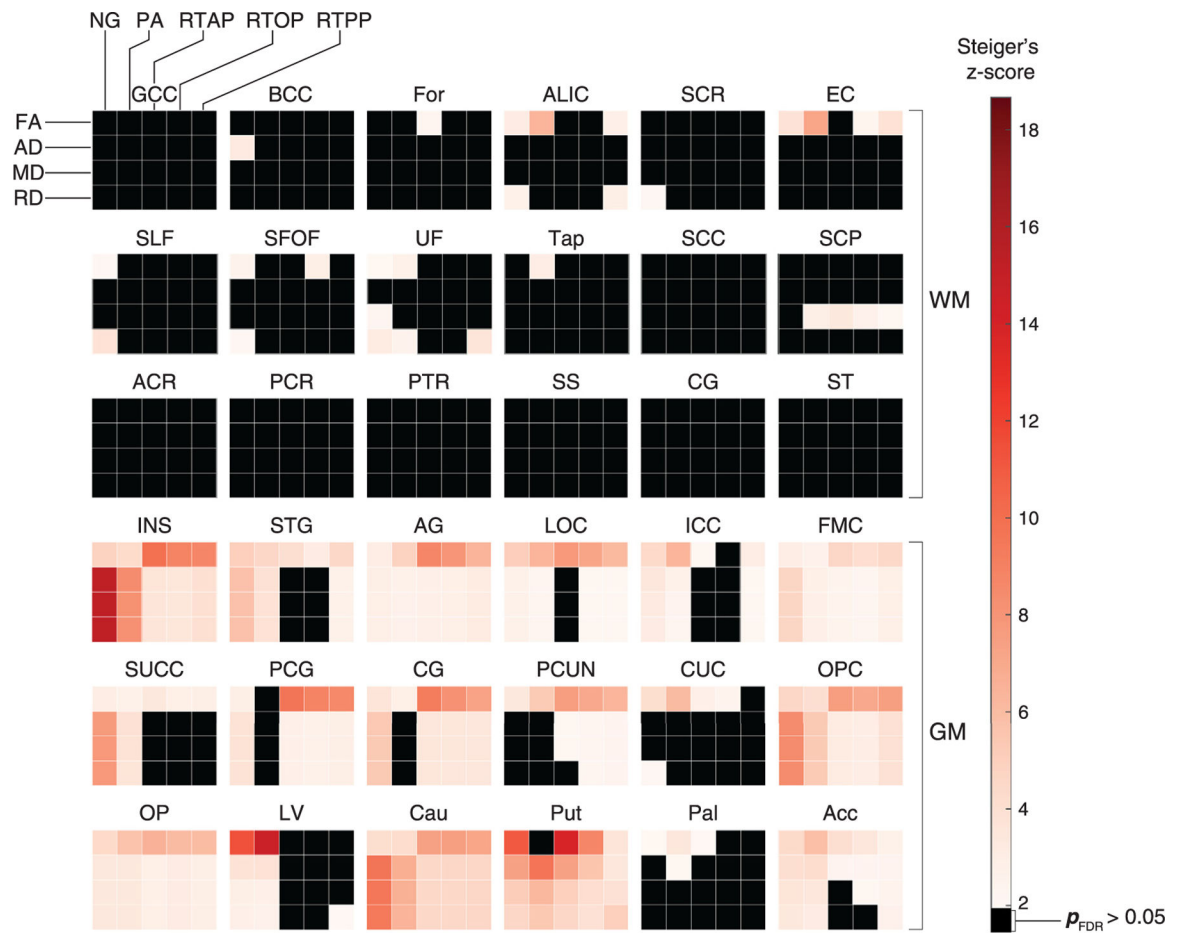 NG PA RTAP RTOP RTPP
Steiger's
z-score
GCC BCC For ALIC SCR EC
FA
AD
MD
RD
SLF SFOF UF Tap SCC SCP
WM
ACR PCR PTR SS CG ST
INS STG AG LOC ICC FMC
SUCC PCG CG PCUN CUC OPC
GM
OP LV Cau Put Pal Acc
18
16
14
12
10
8
6
4
2
pFDR > 0.05